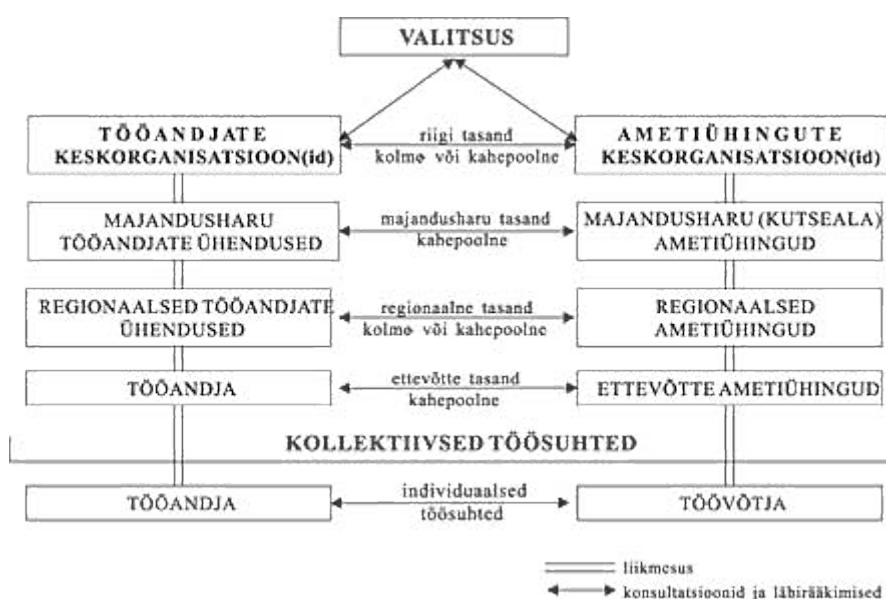 VALITSUS
TÖÖANDJATE
KESKORGANISATSIOON(id)
riigi tasand
kolme või kahepoolne
AMETIÜHINGUTE
KESKORGANISATSIOON(id)
MAJANDUSHARU
TÖÖANDJATE ÜHENDUSED
majandusharu tasand
kahepoolne
MAJANDUSHARU (KUTSEALA)
AMETIÜHINGUD
REGIONAALSED TÖÖANDJATE
ÜHENDUSED
regionaalne tasand
kolme või kahepoolne
REGIONAALSED
AMETIÜHINGUD
TÖÖANDJA
ettevõtte tasand
kahepoolne
ETTEVÕTTE AMETIÜHINGUD
KOLLEKTIIVSED TÖÖSUHTED
TÖÖANDJA
individuaalsed
töösuhted
TÖÖVÕTJA
liikmesus
konsultatsioonid ja läbirääkimised